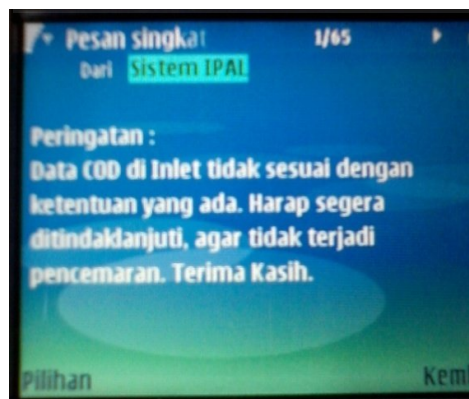 Pesan singkat 1/65
Dari Sistem IPAL
Peringatan :
Data COD di Inlet tidak sesuai dengan
ketentuan yang ada. Harap segera
ditindaklanjuti, agar tidak terjadi
pencemaran. Terima Kasih.
Pilihan Kem